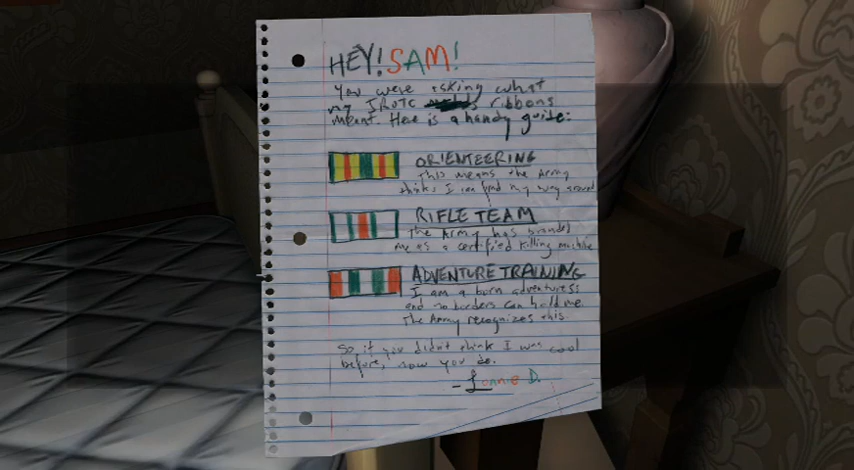 HEY! SAM!
You were asking what
my JROTC ribbons
meant. Here is a handy guide:
ORIENTEERING
This means the Army
thinks I can find my way around
RIFLE TEAM
The Army has branded
me as a certified killing machine
ADVENTURE TRAINING
I am a born adventuress
and no borders can hold me.
The Army recognizes this.
So if you didn't think I was cool
before, now you do.
- Lonnie D.